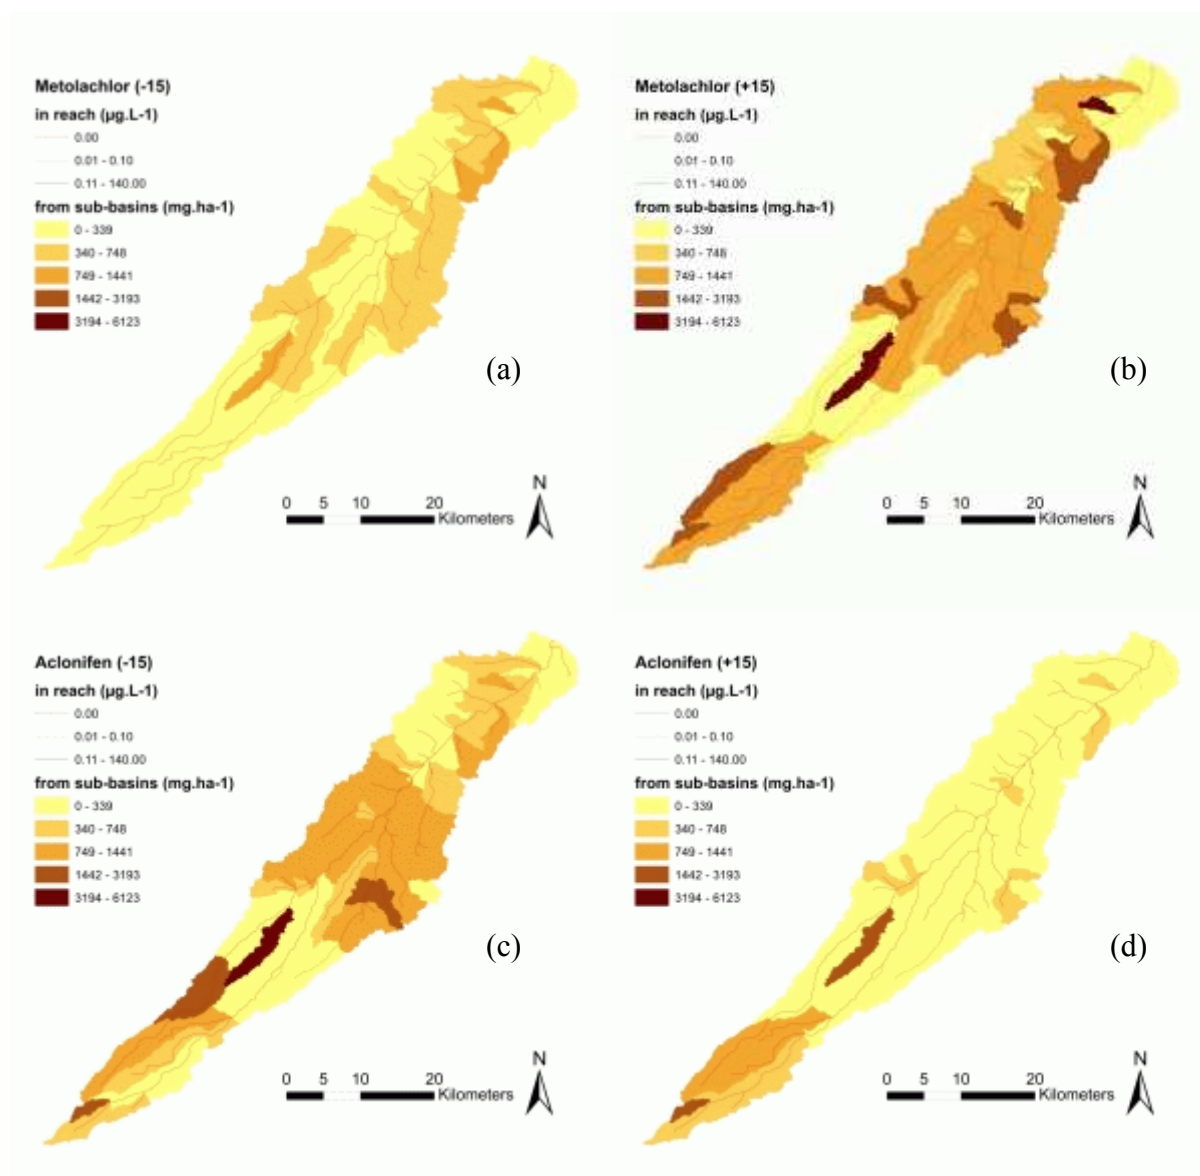 Metolachlor (-15)
in reach (µg.L-1)
0.00
0.01 - 0.10
0.11 - 140.00
from sub-basins (mg.ha-1)
0 - 339
340 - 748
749 - 1441
1442 - 3193
3194 - 6123
(a)
N
0 5 10 20
Kilometers
Metolachlor (+15)
in reach (µg.L-1)
0.00
0.01 - 0.10
0.11 - 140.00
from sub-basins (mg.ha-1)
0 - 339
340 - 748
749 - 1441
1442 - 3193
3194 - 6123
(b)
N
0 5 10 20
Kilometers
Aclonifen (-15)
in reach (µg.L-1)
0.00
0.01 - 0.10
0.11 - 140.00
from sub-basins (mg.ha-1)
0 - 339
340 - 748
749 - 1441
1442 - 3193
3194 - 6123
(c)
N
0 5 10 20
Kilometers
Aclonifen (+15)
in reach (µg.L-1)
0.00
0.01 - 0.10
0.11 - 140.00
from sub-basins (mg.ha-1)
0 - 339
340 - 748
749 - 1441
1442 - 3193
3194 - 6123
(d)
N
0 5 10 20
Kilometers